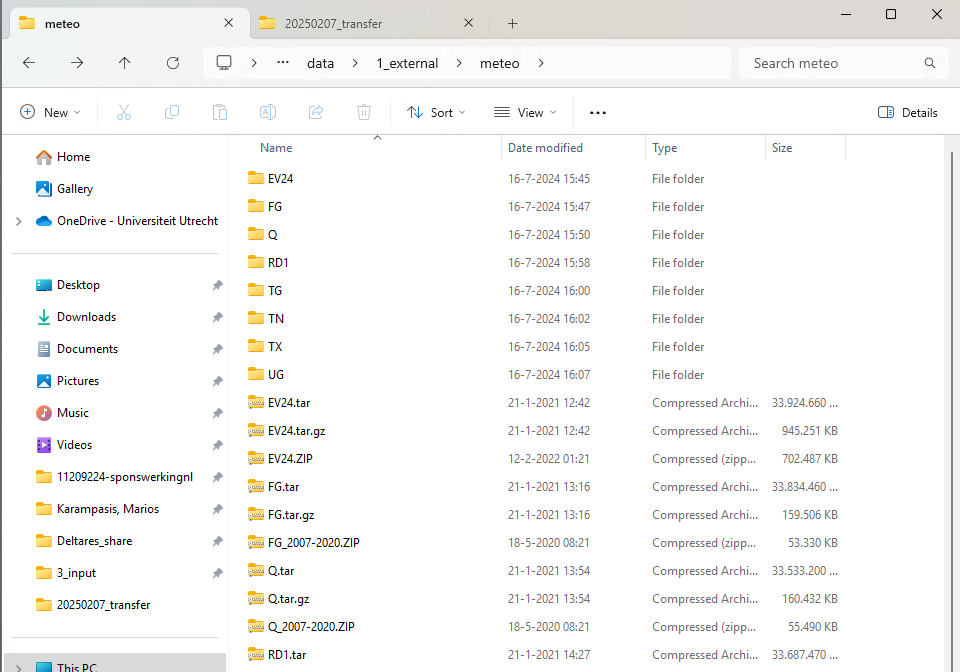 meteo
20250207_transfer
data
1_external
meteo
Search meteo
New
Sort
View
Details
Name
Date modified
Type
Size
Home
Gallery
OneDrive - Universiteit Utrecht
Desktop
Downloads
Documents
Pictures
Music
Videos
11209224-sponswerkingnl
Karampasis, Marios
Deltares_share
3_input
20250207_transfer
This PC
EV24 16-7-2024 15:45 File folder
FG 16-7-2024 15:47 File folder
Q 16-7-2024 15:50 File folder
RD1 16-7-2024 15:58 File folder
TG 16-7-2024 16:00 File folder
TN 16-7-2024 16:02 File folder
TX 16-7-2024 16:05 File folder
UG 16-7-2024 16:07 File folder
EV24.tar 21-1-2021 12:42 Compressed Archi... 33.924.660 ...
EV24.tar.gz 21-1-2021 12:42 Compressed Archi... 945.251 KB
EV24.ZIP 12-2-2022 01:21 Compressed (zipp... 702.487 KB
FG.tar 21-1-2021 13:16 Compressed Archi... 33.834.460 ...
FG.tar.gz 21-1-2021 13:16 Compressed Archi... 159.506 KB
FG_2007-2020.ZIP 18-5-2020 08:21 Compressed (zipp... 53.330 KB
Q.tar 21-1-2021 13:54 Compressed Archi... 33.533.200 ...
Q.tar.gz 21-1-2021 13:54 Compressed Archi... 160.432 KB
Q_2007-2020.ZIP 18-5-2020 08:21 Compressed (zipp... 55.490 KB
RD1.tar 21-1-2021 14:27 Compressed Archi... 33.687.470 ...